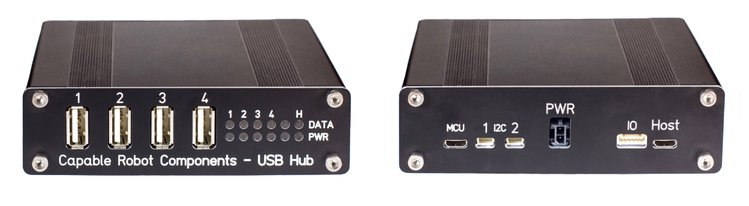 1 2 3 4
1 2 3 4 H
DATA
PWR
Capable Robot Components - USB Hub
PWR
MCU 1 I2C 2 IO Host